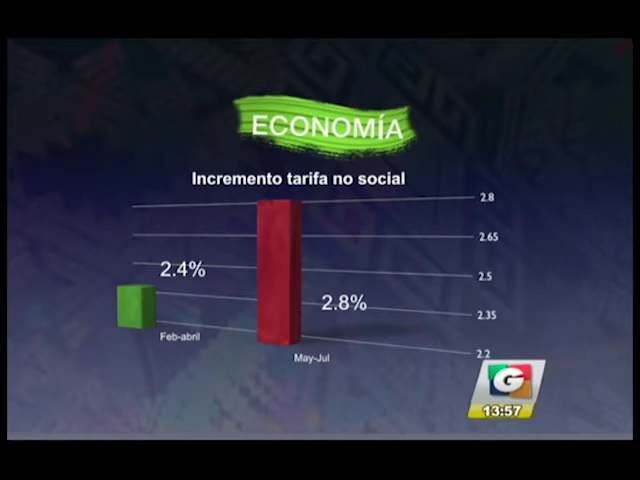 ECONOMÍA
Incremento tarifa no social
2.8
2.65
2.5
2.35
2.2
2.4%
2.8%
Feb-abril
May-Jul
G
13:57